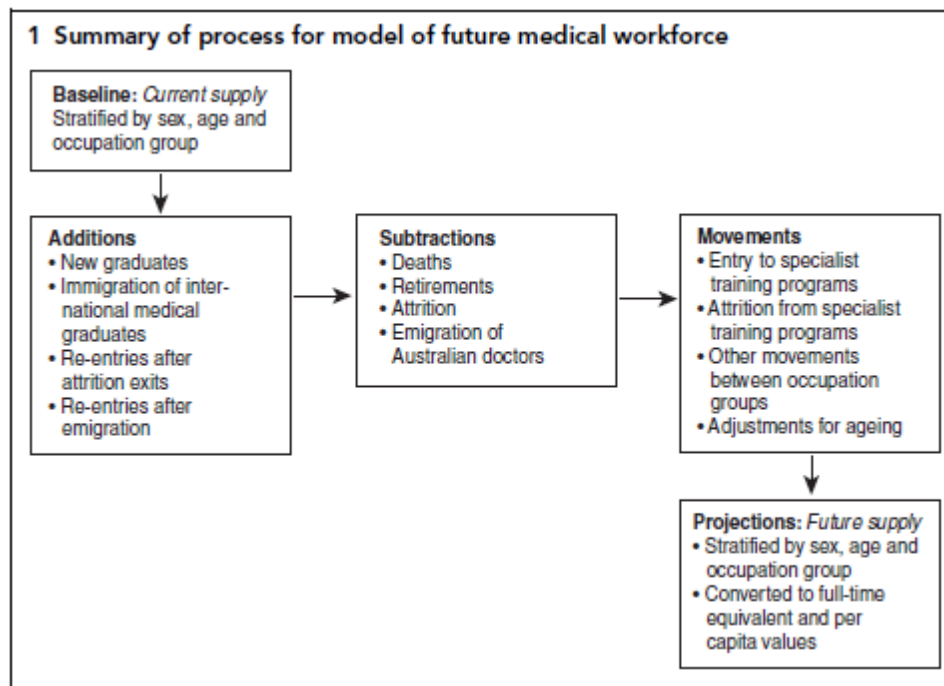 1 Summary of process for model of future medical workforce
Baseline: Current supply
Stratified by sex, age and
occupation group
Additions
• New graduates
• Immigration of inter-
national medical
graduates
• Re-entries after
attrition exits
• Re-entries after
emigration
Subtractions
• Deaths
• Retirements
• Attrition
• Emigration of
Australian doctors
Movements
• Entry to specialist
training programs
• Attrition from specialist
training programs
• Other movements
between occupation
groups
• Adjustments for ageing
Projections: Future supply
• Stratified by sex, age and
occupation group
• Converted to full-time
equivalent and per
capita values